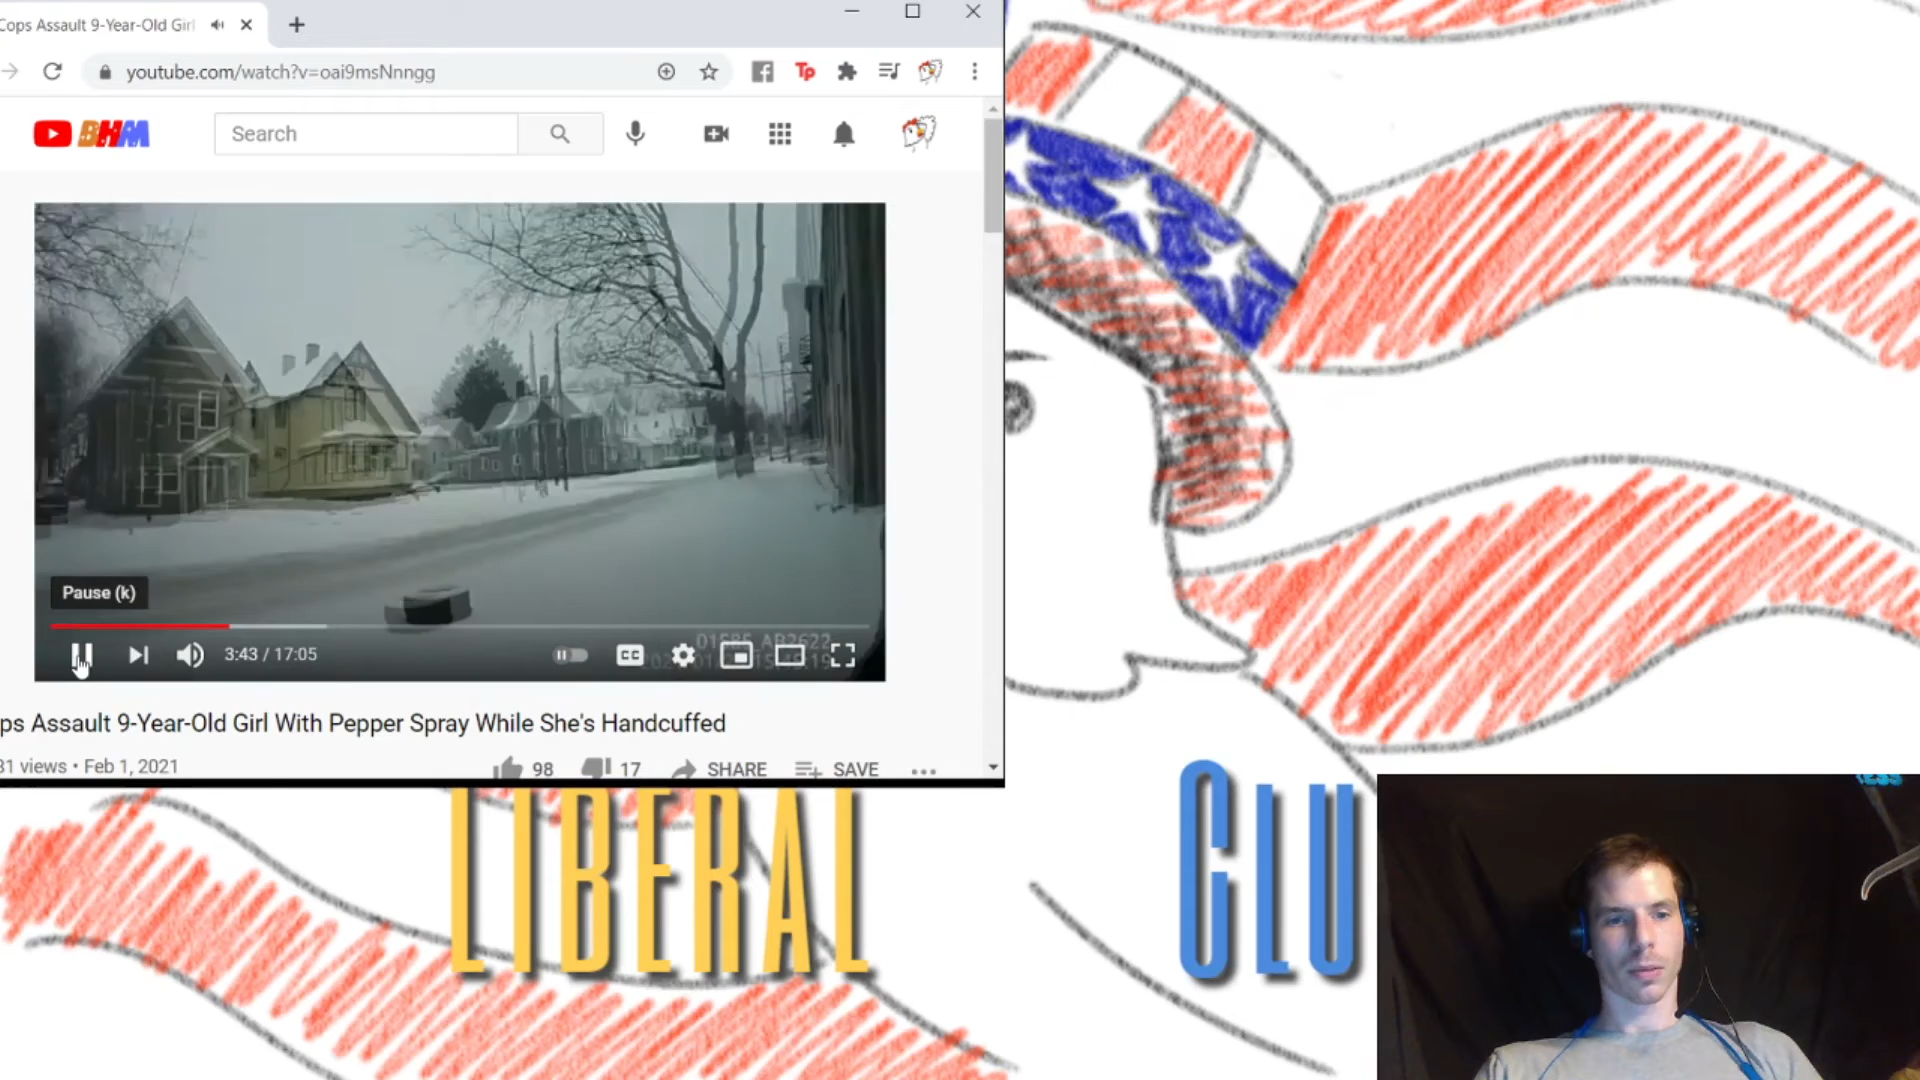 Cops Assault 9-Year-Old Girl
youtube.com/watch?v=oai9msNnngg
Tp
BHM
Search
Pause (k)
3:43 / 17:05
CC
ps Assault 9-Year-Old Girl With Pepper Spray While She's Handcuffed
31 views • Feb 1, 2021
98
17
SHARE
SAVE
LIBERAL
CLU